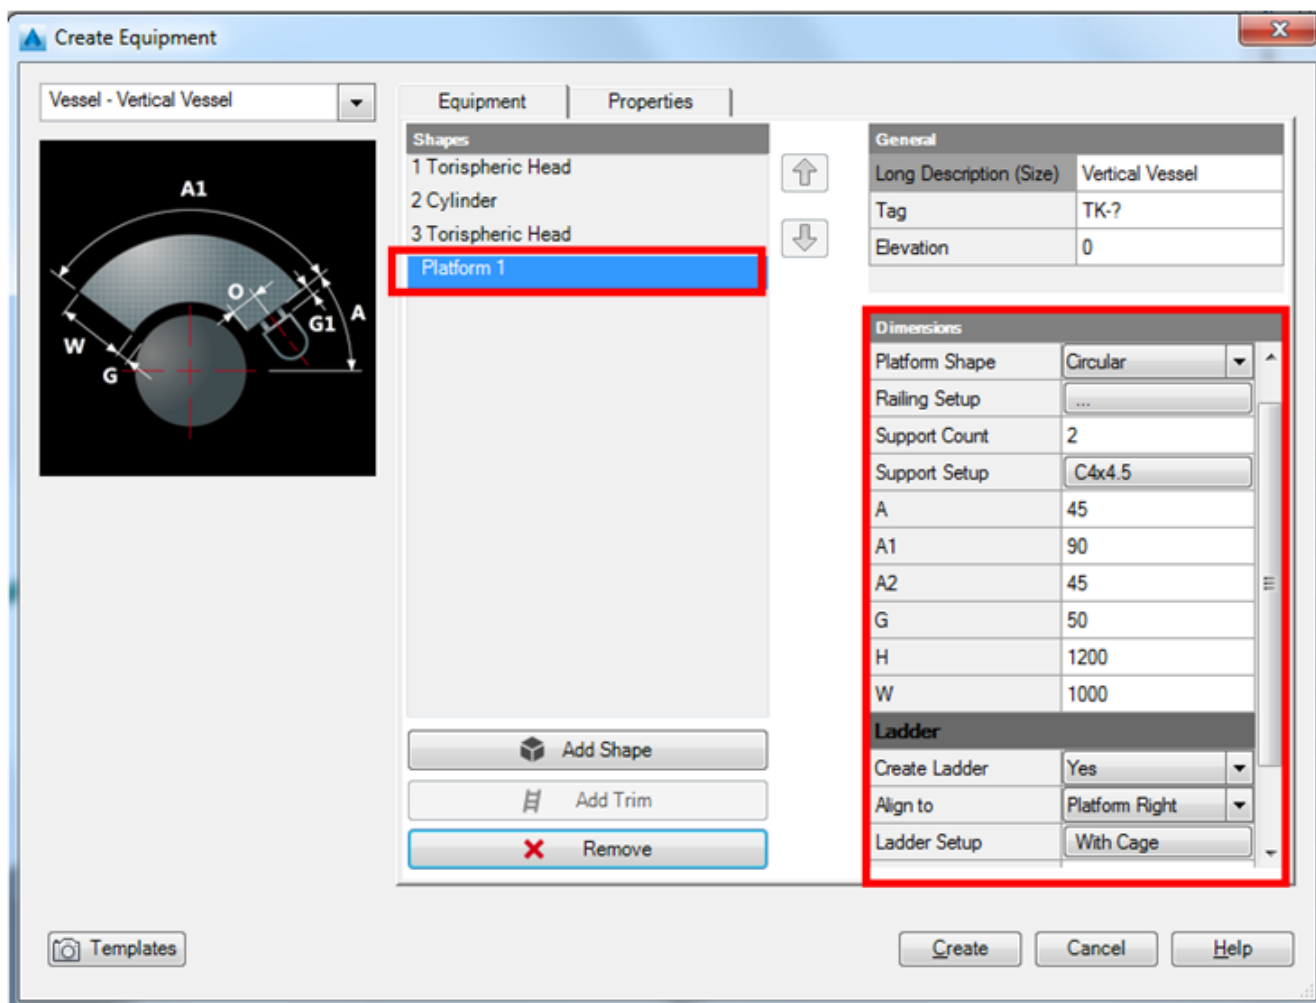 Create Equipment
Vessel - Vertical Vessel
A1
O
G1
A
W
G
Equipment
Properties
Shapes
1 Torispheric Head
2 Cylinder
3 Torispheric Head
Platform 1
Add Shape
Add Trim
Remove
General
Long Description (Size) Vertical Vessel
Tag TK-?
Elevation 0
Dimensions
Platform Shape Circular
Railing Setup ...
Support Count 2
Support Setup C4x4.5
A 45
A1 90
A2 45
G 50
H 1200
W 1000
Ladder
Create Ladder Yes
Align to Platform Right
Ladder Setup With Cage
Templates
Create
Cancel
Help